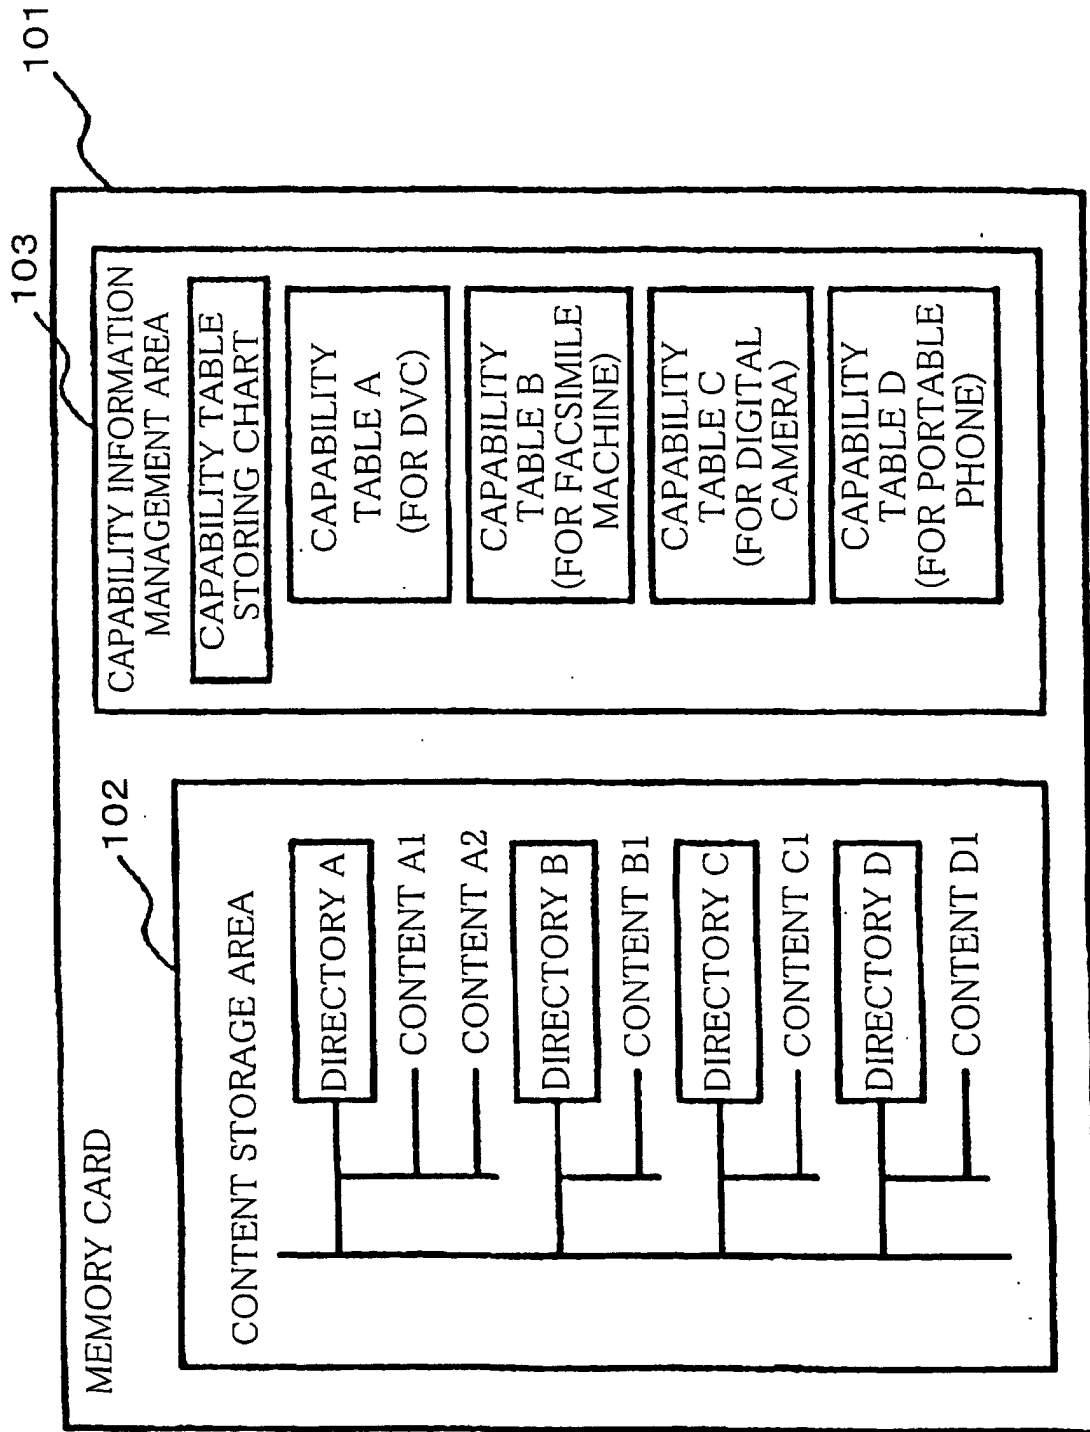 101
MEMORY CARD
102
CONTENT STORAGE AREA
DIRECTORY A
CONTENT A1
CONTENT A2
DIRECTORY B
CONTENT B1
DIRECTORY C
CONTENT C1
DIRECTORY D
CONTENT D1
103
CAPABILITY INFORMATION
MANAGEMENT AREA
CAPABILITY TABLE
STORING CHART
CAPABILITY
TABLE A
(FOR DVC)
CAPABILITY
TABLE B
(FOR FACSIMILE
MACHINE)
CAPABILITY
TABLE C
(FOR DIGITAL
CAMERA)
CAPABILITY
TABLE D
(FOR PORTABLE
PHONE)